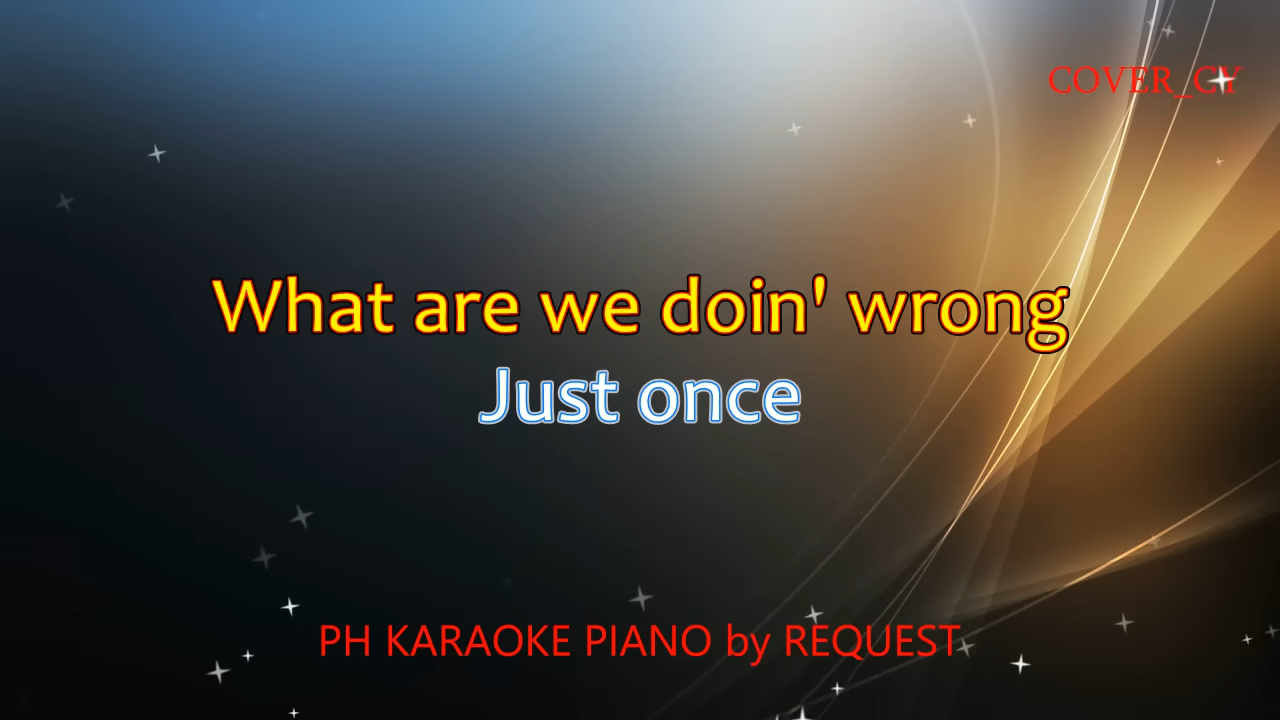 COVER_CY
What are we doin' wrong
Just once
PH KARAOKE PIANO by REQUEST